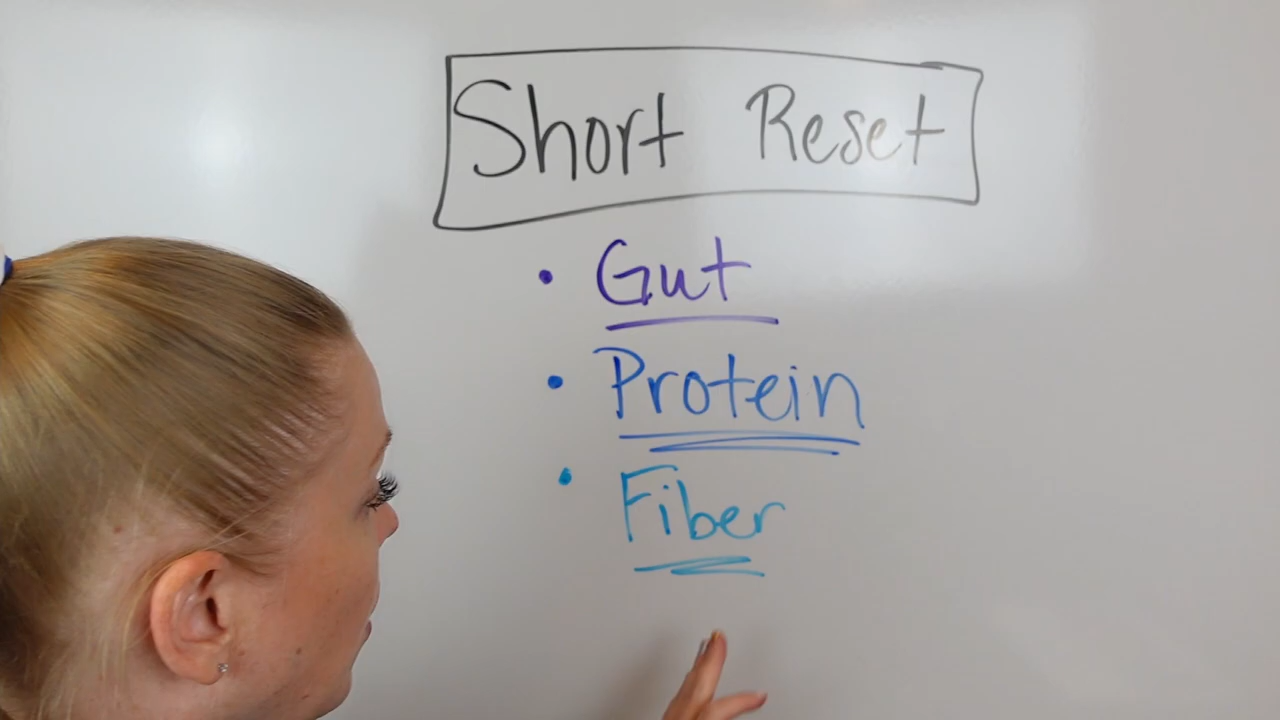 Short Reset
• Gut
• Protein
• Fiber